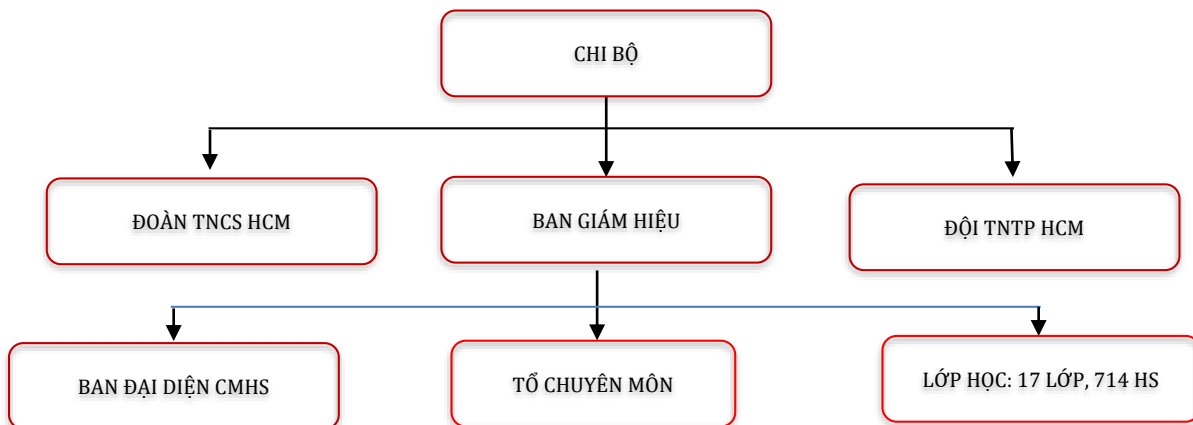 CHI BỘ
ĐOÀN TNCS HCM
BAN GIÁM HIỆU
ĐỘI TNTP HCM
BAN ĐẠI DIỆN CMHS
TỔ CHUYÊN MÔN
LỚP HỌC: 17 LỚP, 714 HS